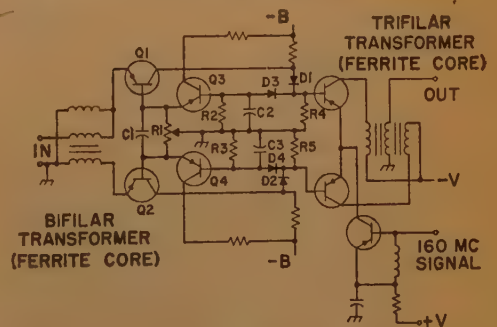 -B
TRIFILAR
TRANSFORMER
(FERRITE CORE)
Q1
Q3
D3
D1
OUT
R2
C2
R4
C1
R1
IN
R3
C3
R5
D4
Q4
D2
Q2
-V
BIFILAR
TRANSFORMER
(FERRITE CORE)
-B
160 MC
SIGNAL
+V